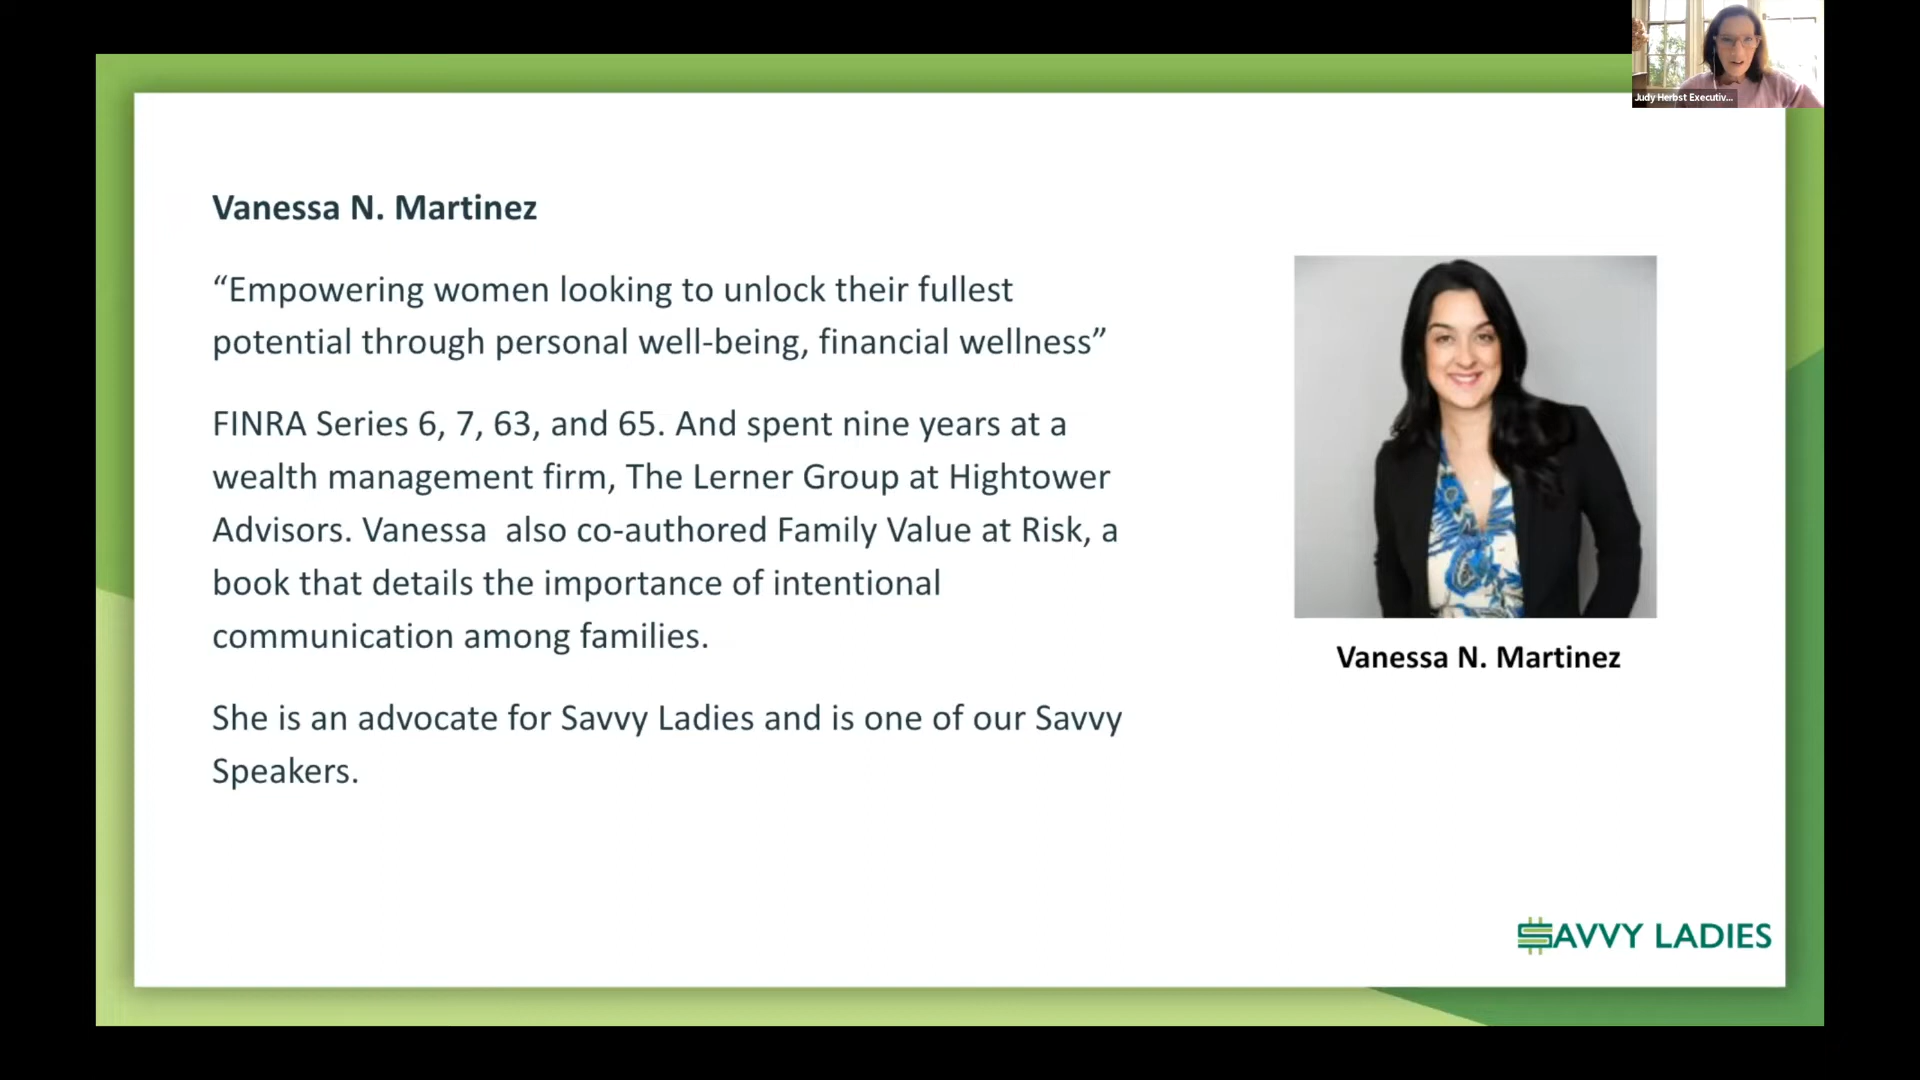 Judy Herbst Executiv...
Vanessa N. Martinez
“Empowering women looking to unlock their fullest
potential through personal well-being, financial wellness”
FINRA Series 6, 7, 63, and 65. And spent nine years at a
wealth management firm, The Lerner Group at Hightower
Advisors. Vanessa  also co-authored Family Value at Risk, a
book that details the importance of intentional
communication among families.
She is an advocate for Savvy Ladies and is one of our Savvy
Speakers.
Vanessa N. Martinez
SAVVY LADIES